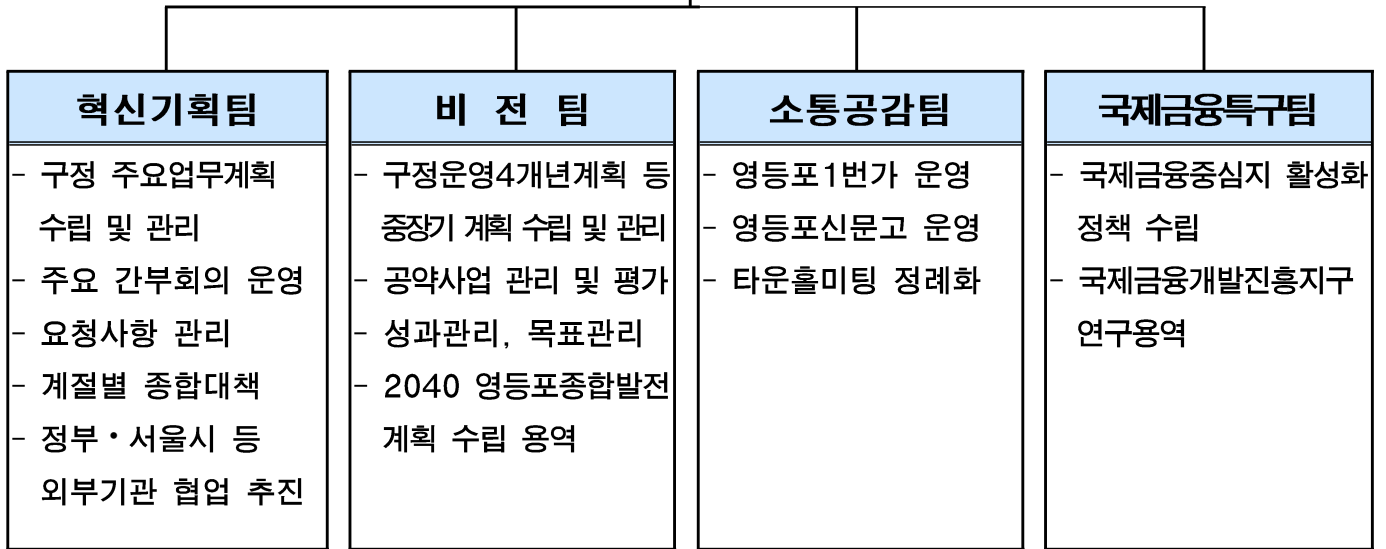 혁신기획팀
- 구정 주요업무계획
수립 및 관리
- 주요 간부회의 운영
- 요청사항 관리
- 계절별 종합대책
- 정부・서울시 등
외부기관 협업 추진
비 전 팀
- 구정운영4개년계획 등
중장기 계획 수립 및 관리
- 공약사업 관리 및 평가
- 성과관리, 목표관리
- 2040 영등포종합발전
계획 수립 용역
소통공감팀
- 영등포1번가 운영
- 영등포신문고 운영
- 타운홀미팅 정례화
국제금융특구팀
- 국제금융중심지 활성화
정책 수립
- 국제금융개발진흥지구
연구용역